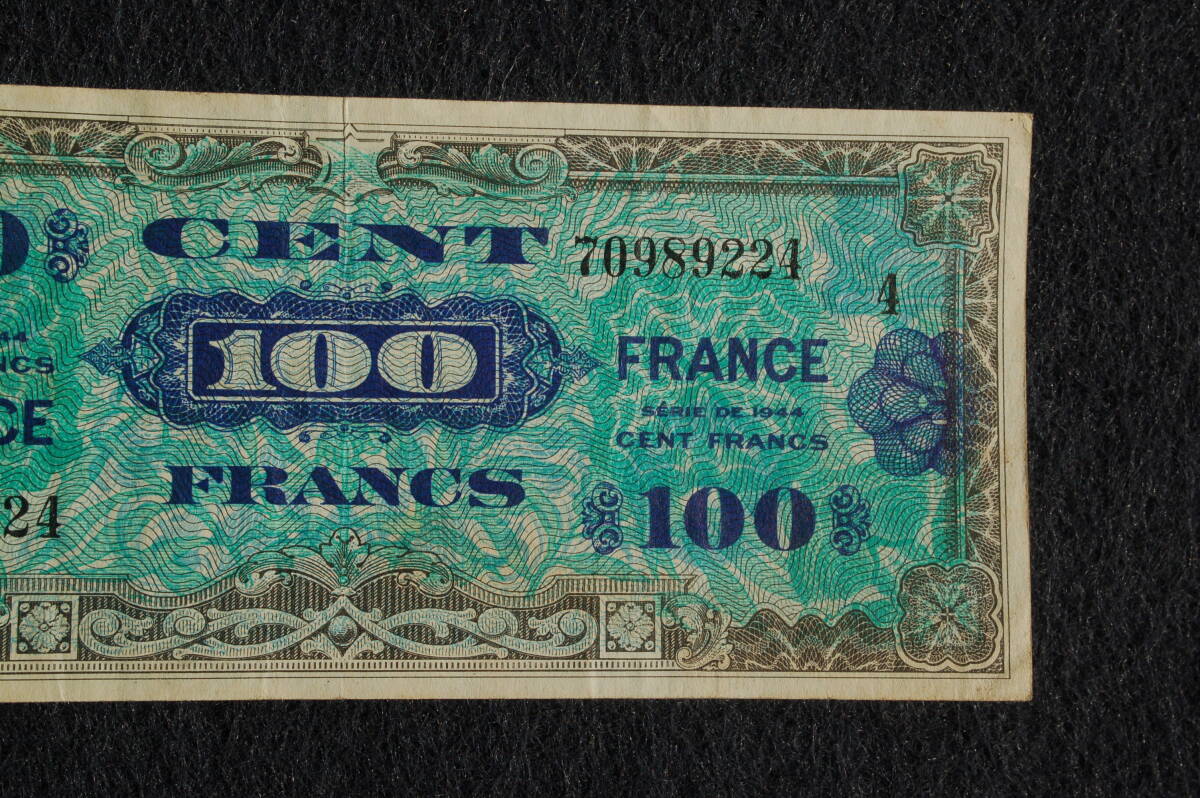 CENT
70989224
4
100
FRANCE
SÉRIE DE 1944
CENT FRANCS
FRANCS
100
24